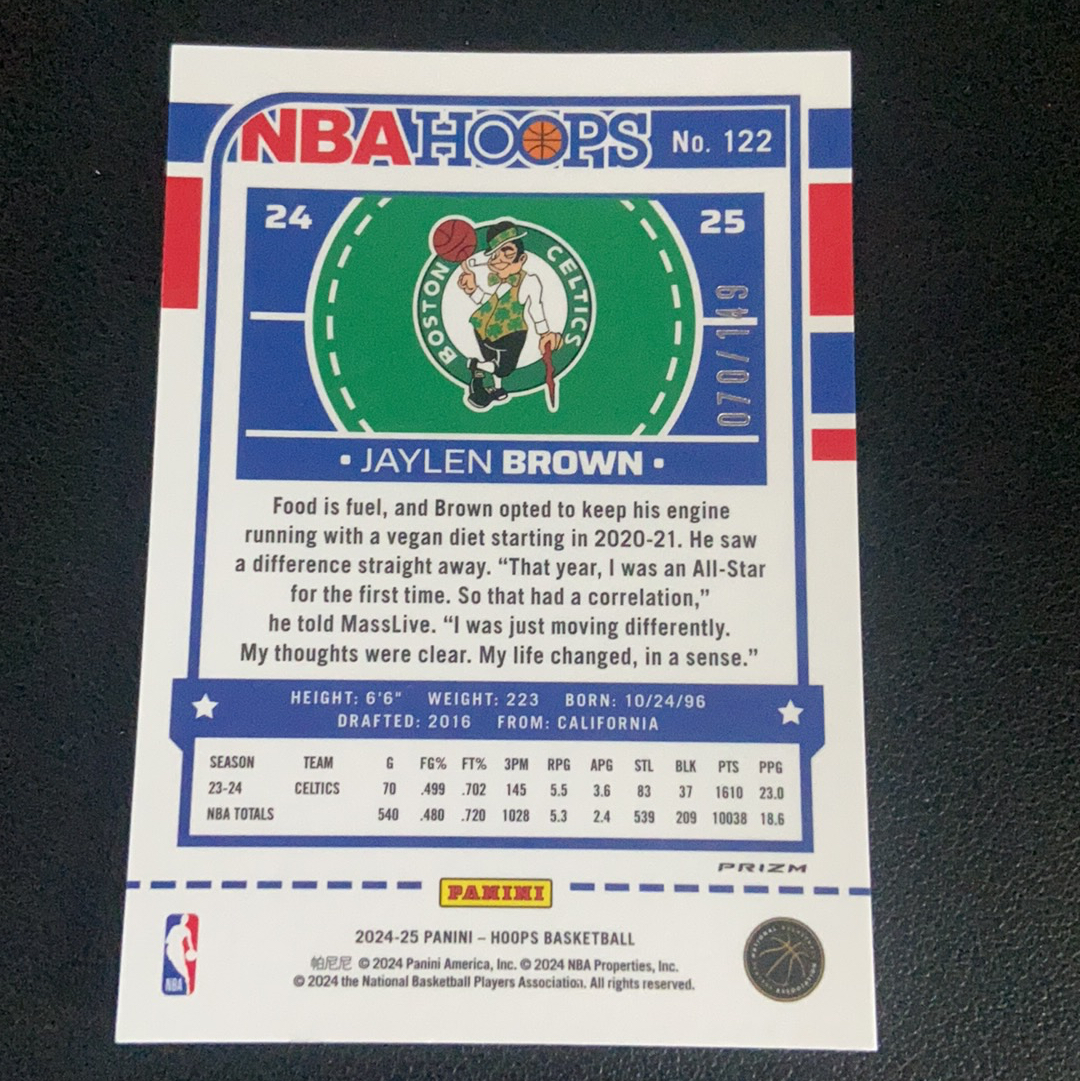 NBA HOOPS No. 122
24 25
BOSTON CELTICS
070/149
• JAYLEN BROWN •
Food is fuel, and Brown opted to keep his engine
running with a vegan diet starting in 2020-21. He saw
a difference straight away. “That year, I was an All-Star
for the first time. So that had a correlation,”
he told MassLive. “I was just moving differently.
My thoughts were clear. My life changed, in a sense.”
HEIGHT: 6'6" WEIGHT: 223 BORN: 10/24/96
DRAFTED: 2016 FROM: CALIFORNIA
SEASON TEAM G FG% FT% 3PM RPG APG STL BLK PTS PPG
23-24 CELTICS 70 .499 .702 145 5.5 3.6 83 37 1610 23.0
NBA TOTALS 540 .480 .720 1028 5.3 2.4 539 209 10038 18.6
PRIZM
PANINI
2024-25 PANINI – HOOPS BASKETBALL
帕尼尼 © 2024 Panini America, Inc. © 2024 NBA Properties, Inc.
© 2024 the National Basketball Players Association. All rights reserved.
NBA